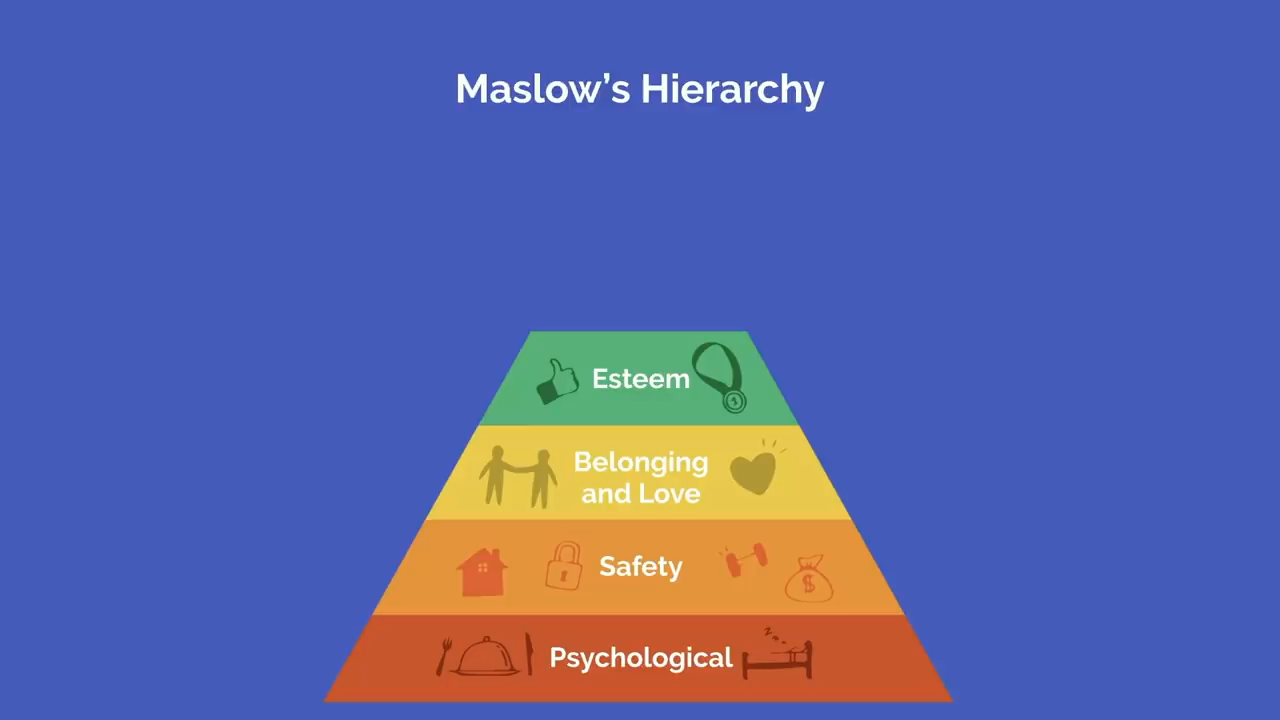 Maslow's Hierarchy
Esteem
Belonging
and Love
Safety
Psychological